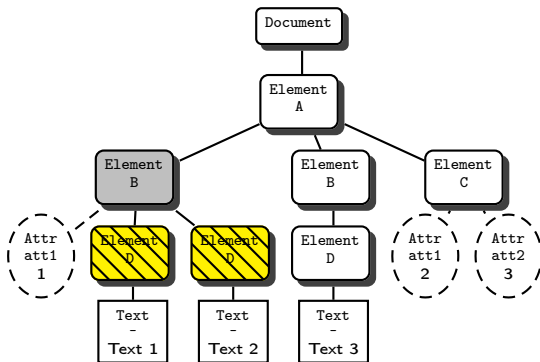 Document
Element
A
Element
B
Element
B
Element
C
Attr
att1
1
Element
D
Element
D
Element
D
Attr
att1
2
Attr
att2
3
Text
-
Text 1
Text
-
Text 2
Text
-
Text 3